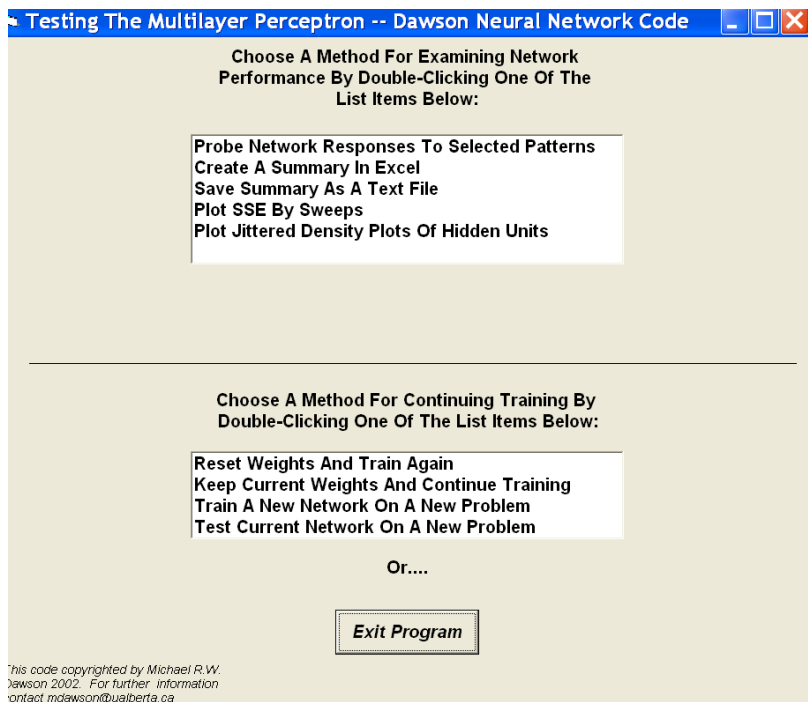 Testing The Multilayer Perceptron -- Dawson Neural Network Code
Choose A Method For Examining Network
Performance By Double-Clicking One Of The
List Items Below:
Probe Network Responses To Selected Patterns
Create A Summary In Excel
Save Summary As A Text File
Plot SSE By Sweeps
Plot Jittered Density Plots Of Hidden Units
Choose A Method For Continuing Training By
Double-Clicking One Of The List Items Below:
Reset Weights And Train Again
Keep Current Weights And Continue Training
Train A New Network On A New Problem
Test Current Network On A New Problem
Or....
Exit Program
This code copyrighted by Michael R.W.
Dawson 2002. For further information
contact mdawson@ualberta.ca